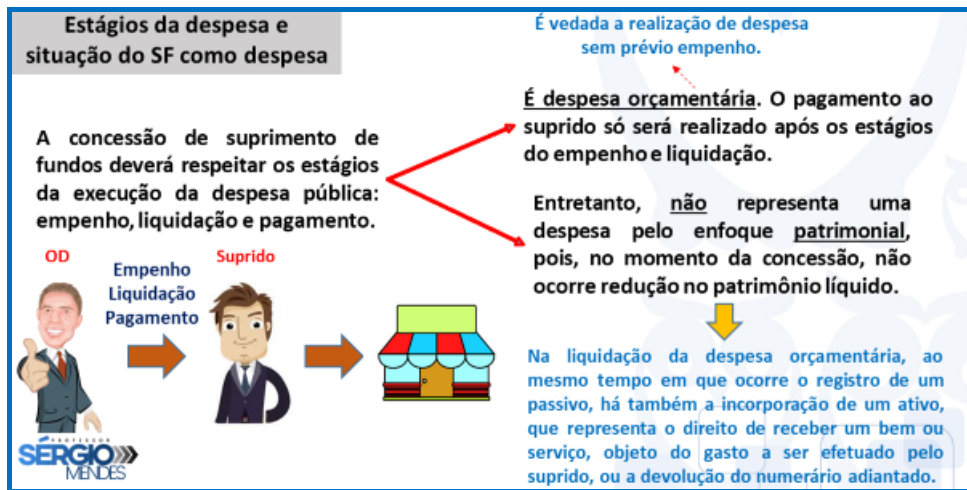 Estágios da despesa e
situação do SF como despesa
A concessão de suprimento de
fundos deverá respeitar os estágios
da execução da despesa pública:
empenho, liquidação e pagamento.
OD
Empenho
Liquidação
Pagamento
Suprido
PROFESSOR
SÉRGIO
MENDES
É vedada a realização de despesa
sem prévio empenho.
É despesa orçamentária. O pagamento ao
suprido só será realizado após os estágios
do empenho e liquidação.
Entretanto, não representa uma
despesa pelo enfoque patrimonial,
pois, no momento da concessão, não
ocorre redução no patrimônio líquido.
Na liquidação da despesa orçamentária, ao
mesmo tempo em que ocorre o registro de um
passivo, há também a incorporação de um ativo,
que representa o direito de receber um bem ou
serviço, objeto do gasto a ser efetuado pelo
suprido, ou a devolução do numerário adiantado.